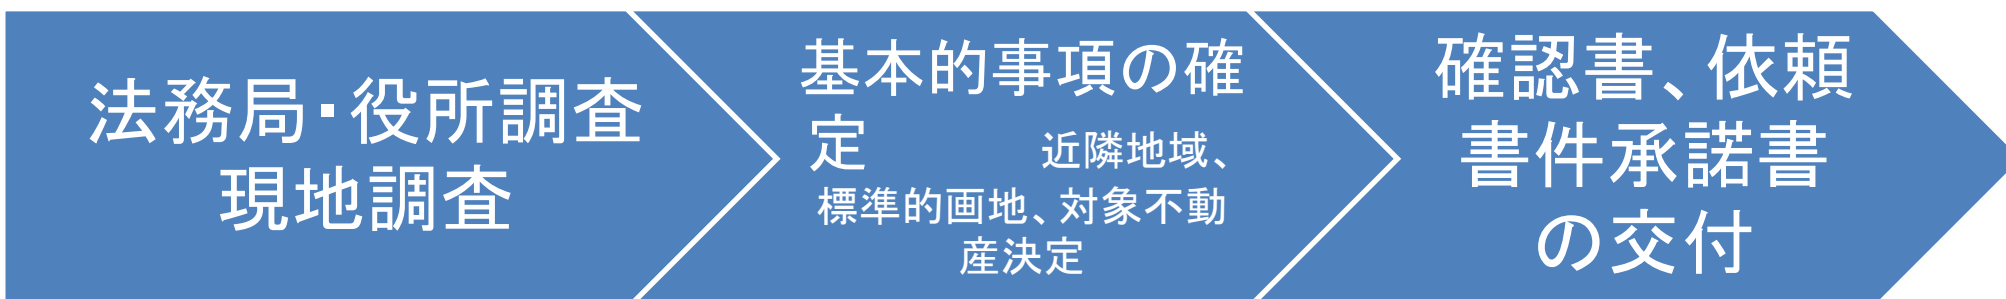 法務局・役所調査
現地調査
基本的事項の確
定 近隣地域、
標準的画地、対象不動
産決定
確認書、依頼
書件承諾書
の交付